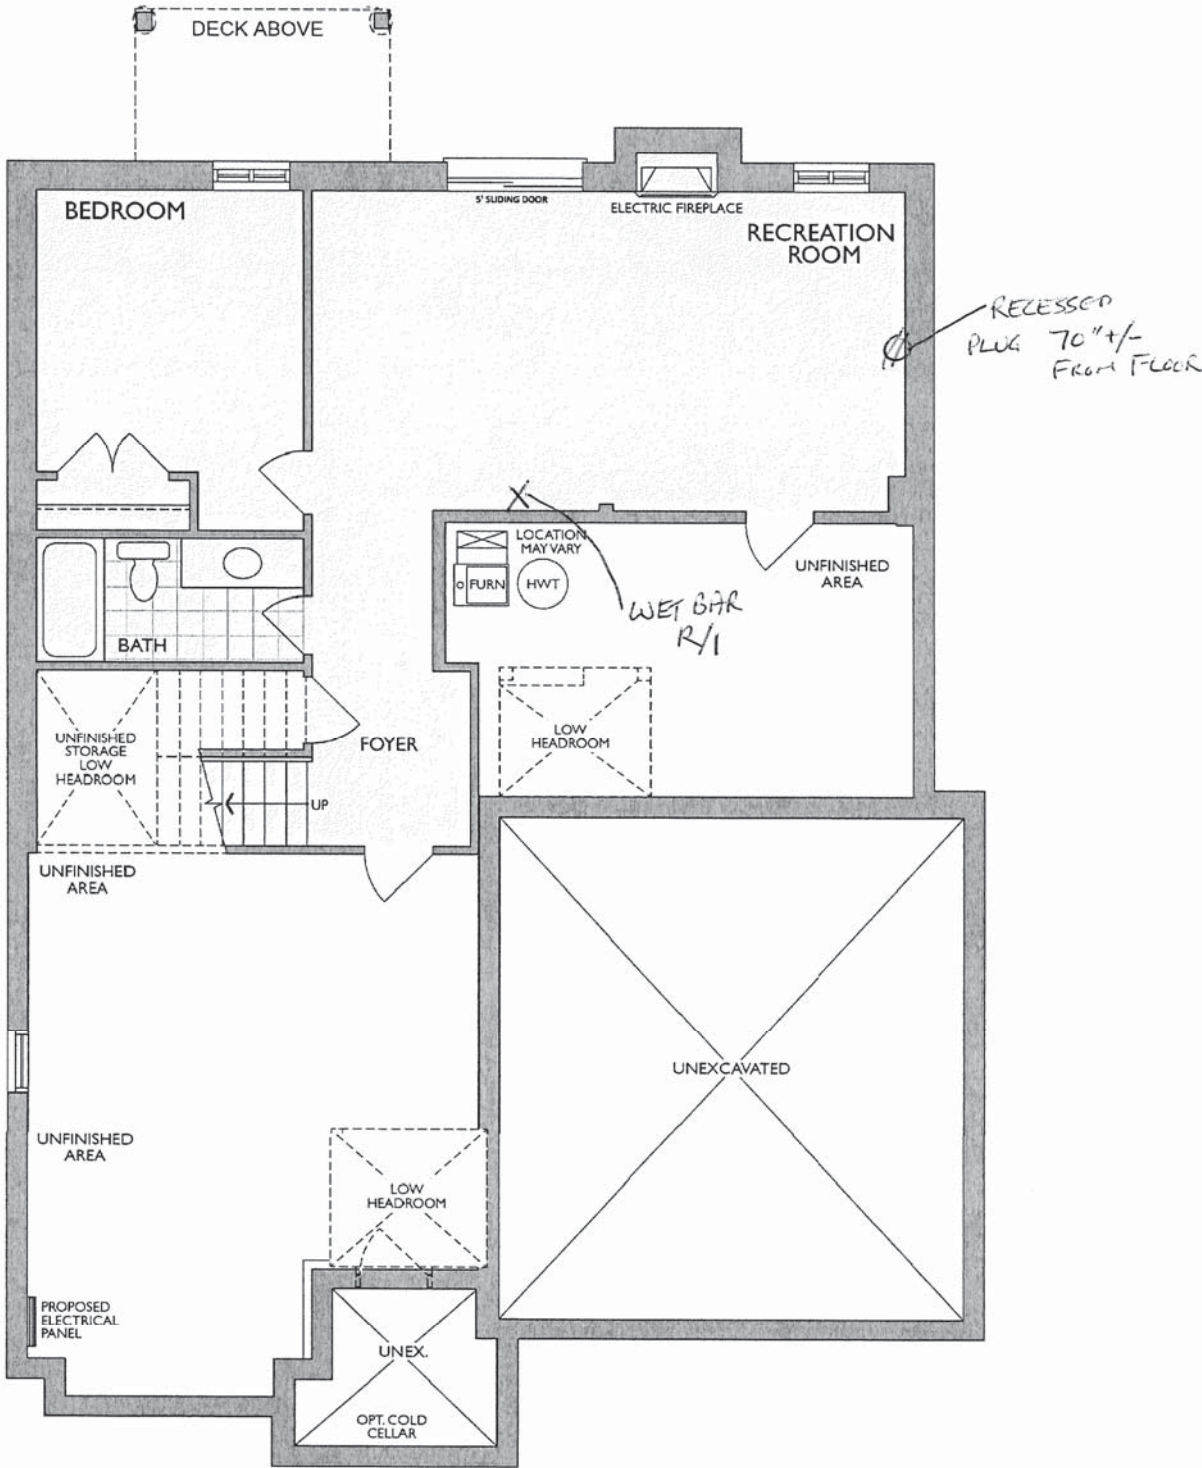 DECK ABOVE
BEDROOM
5' SLIDING DOOR
ELECTRIC FIREPLACE
RECREATION
ROOM
RECESSED
PLUG 70" +/-
FROM FLOOR
LOCATION
MAY VARY
FURN
HWT
UNFINISHED
AREA
WET BAR
R/I
BATH
UNFINISHED
STORAGE
LOW
HEADROOM
FOYER
LOW
HEADROOM
UP
UNFINISHED
AREA
UNEXCAVATED
UNFINISHED
AREA
LOW
HEADROOM
PROPOSED
ELECTRICAL
PANEL
UNEX.
OPT. COLD
CELLAR